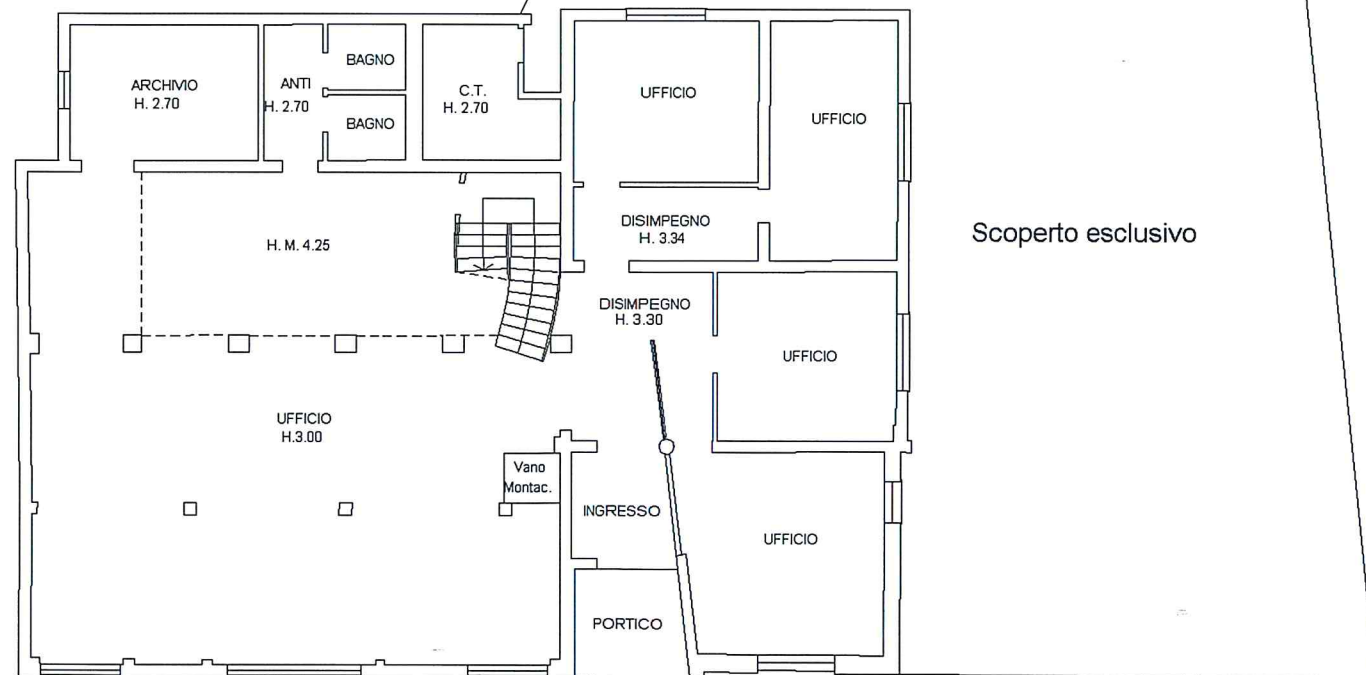 ARCHIVIO
H. 2.70
ANTI
H. 2.70
BAGNO
BAGNO
C.T.
H. 2.70
UFFICIO
UFFICIO
DISIMPEGNO
H. 3.34
H. M. 4.25
Scoperto esclusivo
DISIMPEGNO
H. 3.30
UFFICIO
UFFICIO
H.3.00
Vano
Montac.
INGRESSO
UFFICIO
PORTICO